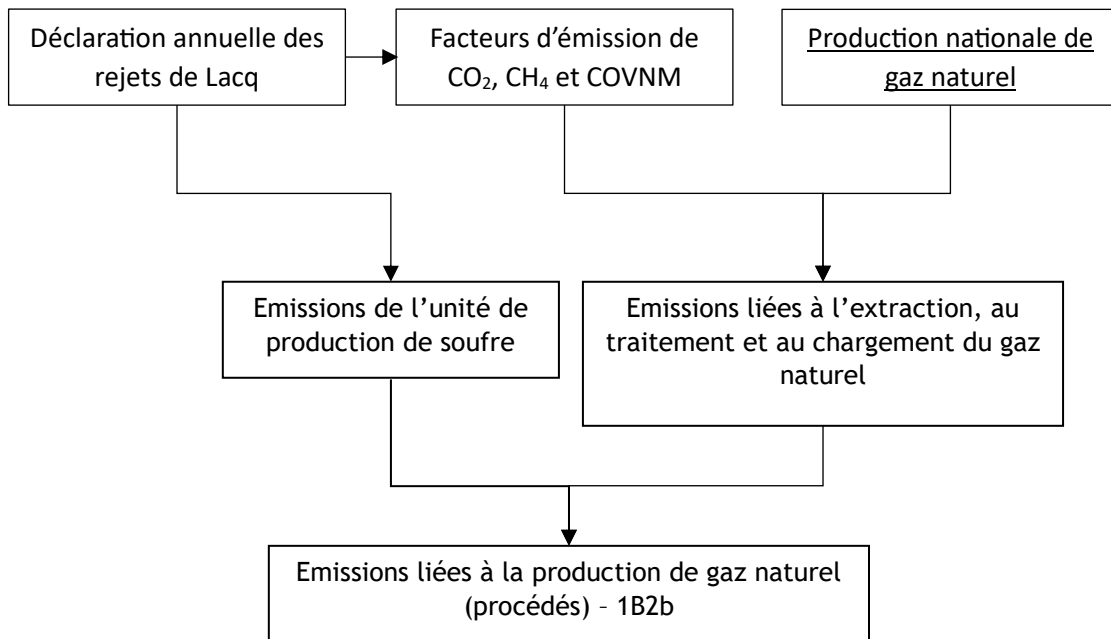 Déclaration annuelle des
rejets de Lacq
Facteurs d’émission de
CO₂, CH₄ et COVNM
Production nationale de
gaz naturel
Emissions de l’unité de
production de soufre
Emissions liées à l’extraction, au
traitement et au chargement du gaz
naturel
Emissions liées à la production de gaz naturel
(procédés) – 1B2b